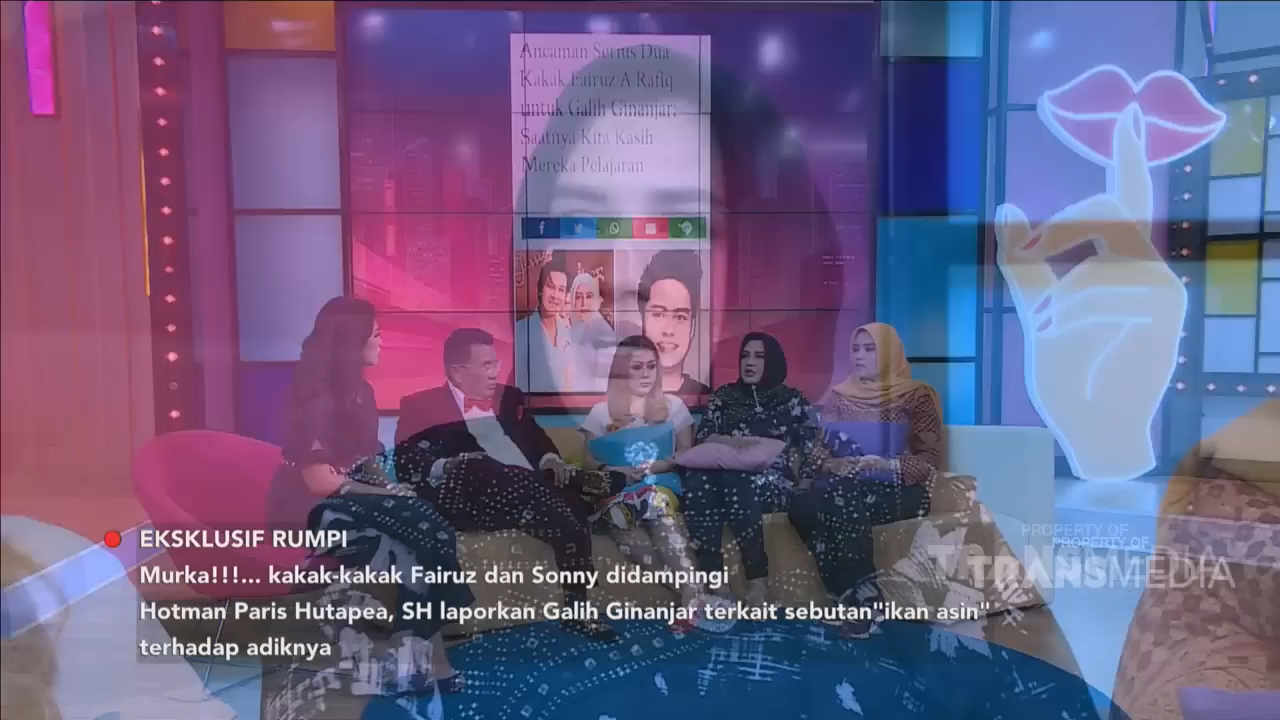 Ancaman Serius Dua
Kakak Fairuz A Rafiq
untuk Galih Ginanjar;
Saatnya Kita Kasih
Mereka Pelajaran
EKSKLUSIF RUMPI
Murka!!!... kakak-kakak Fairuz dan Sonny didampingi
Hotman Paris Hutapea, SH laporkan Galih Ginanjar terkait sebutan"ikan asin"
terhadap adiknya
PROPERTY OF
PROPERTY OF
TRANSMEDIA